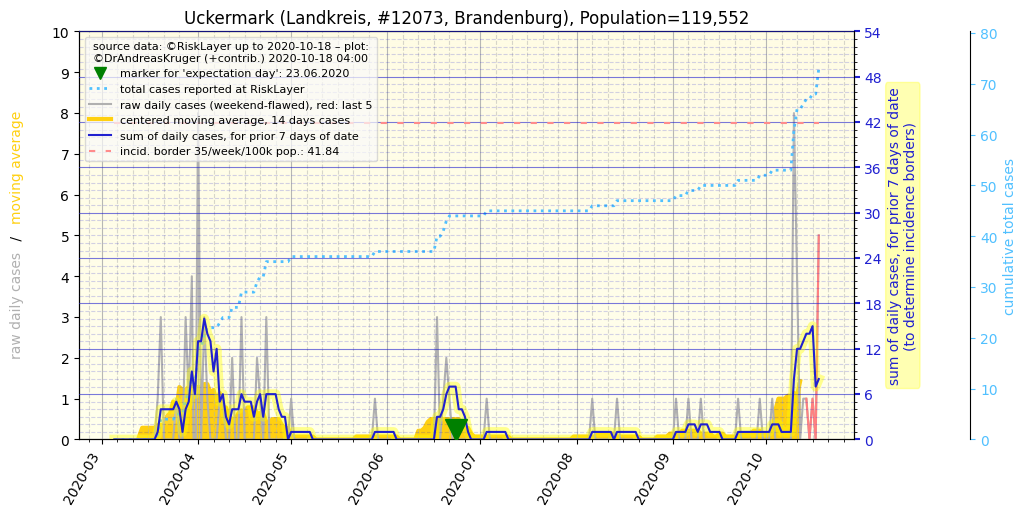 Uckermark (Landkreis, #12073, Brandenburg), Population=119,552
source data: ©RiskLayer up to 2020-10-18 – plot:
©DrAndreasKruger (+contrib.) 2020-10-18 04:00
marker for 'expectation day': 23.06.2020
total cases reported at RiskLayer
raw daily cases (weekend-flawed), red: last 5
centered moving average, 14 days cases
sum of daily cases, for prior 7 days of date
incid. border 35/week/100k pop.: 41.84
raw daily cases / moving average
10
9
8
7
6
5
4
3
2
1
0
2020-03
2020-04
2020-05
2020-06
2020-07
2020-08
2020-09
2020-10
54
48
42
36
30
24
18
12
6
0
sum of daily cases, for prior 7 days of date
(to determine incidence borders)
80
70
60
50
40
30
20
10
0
cumulative total cases